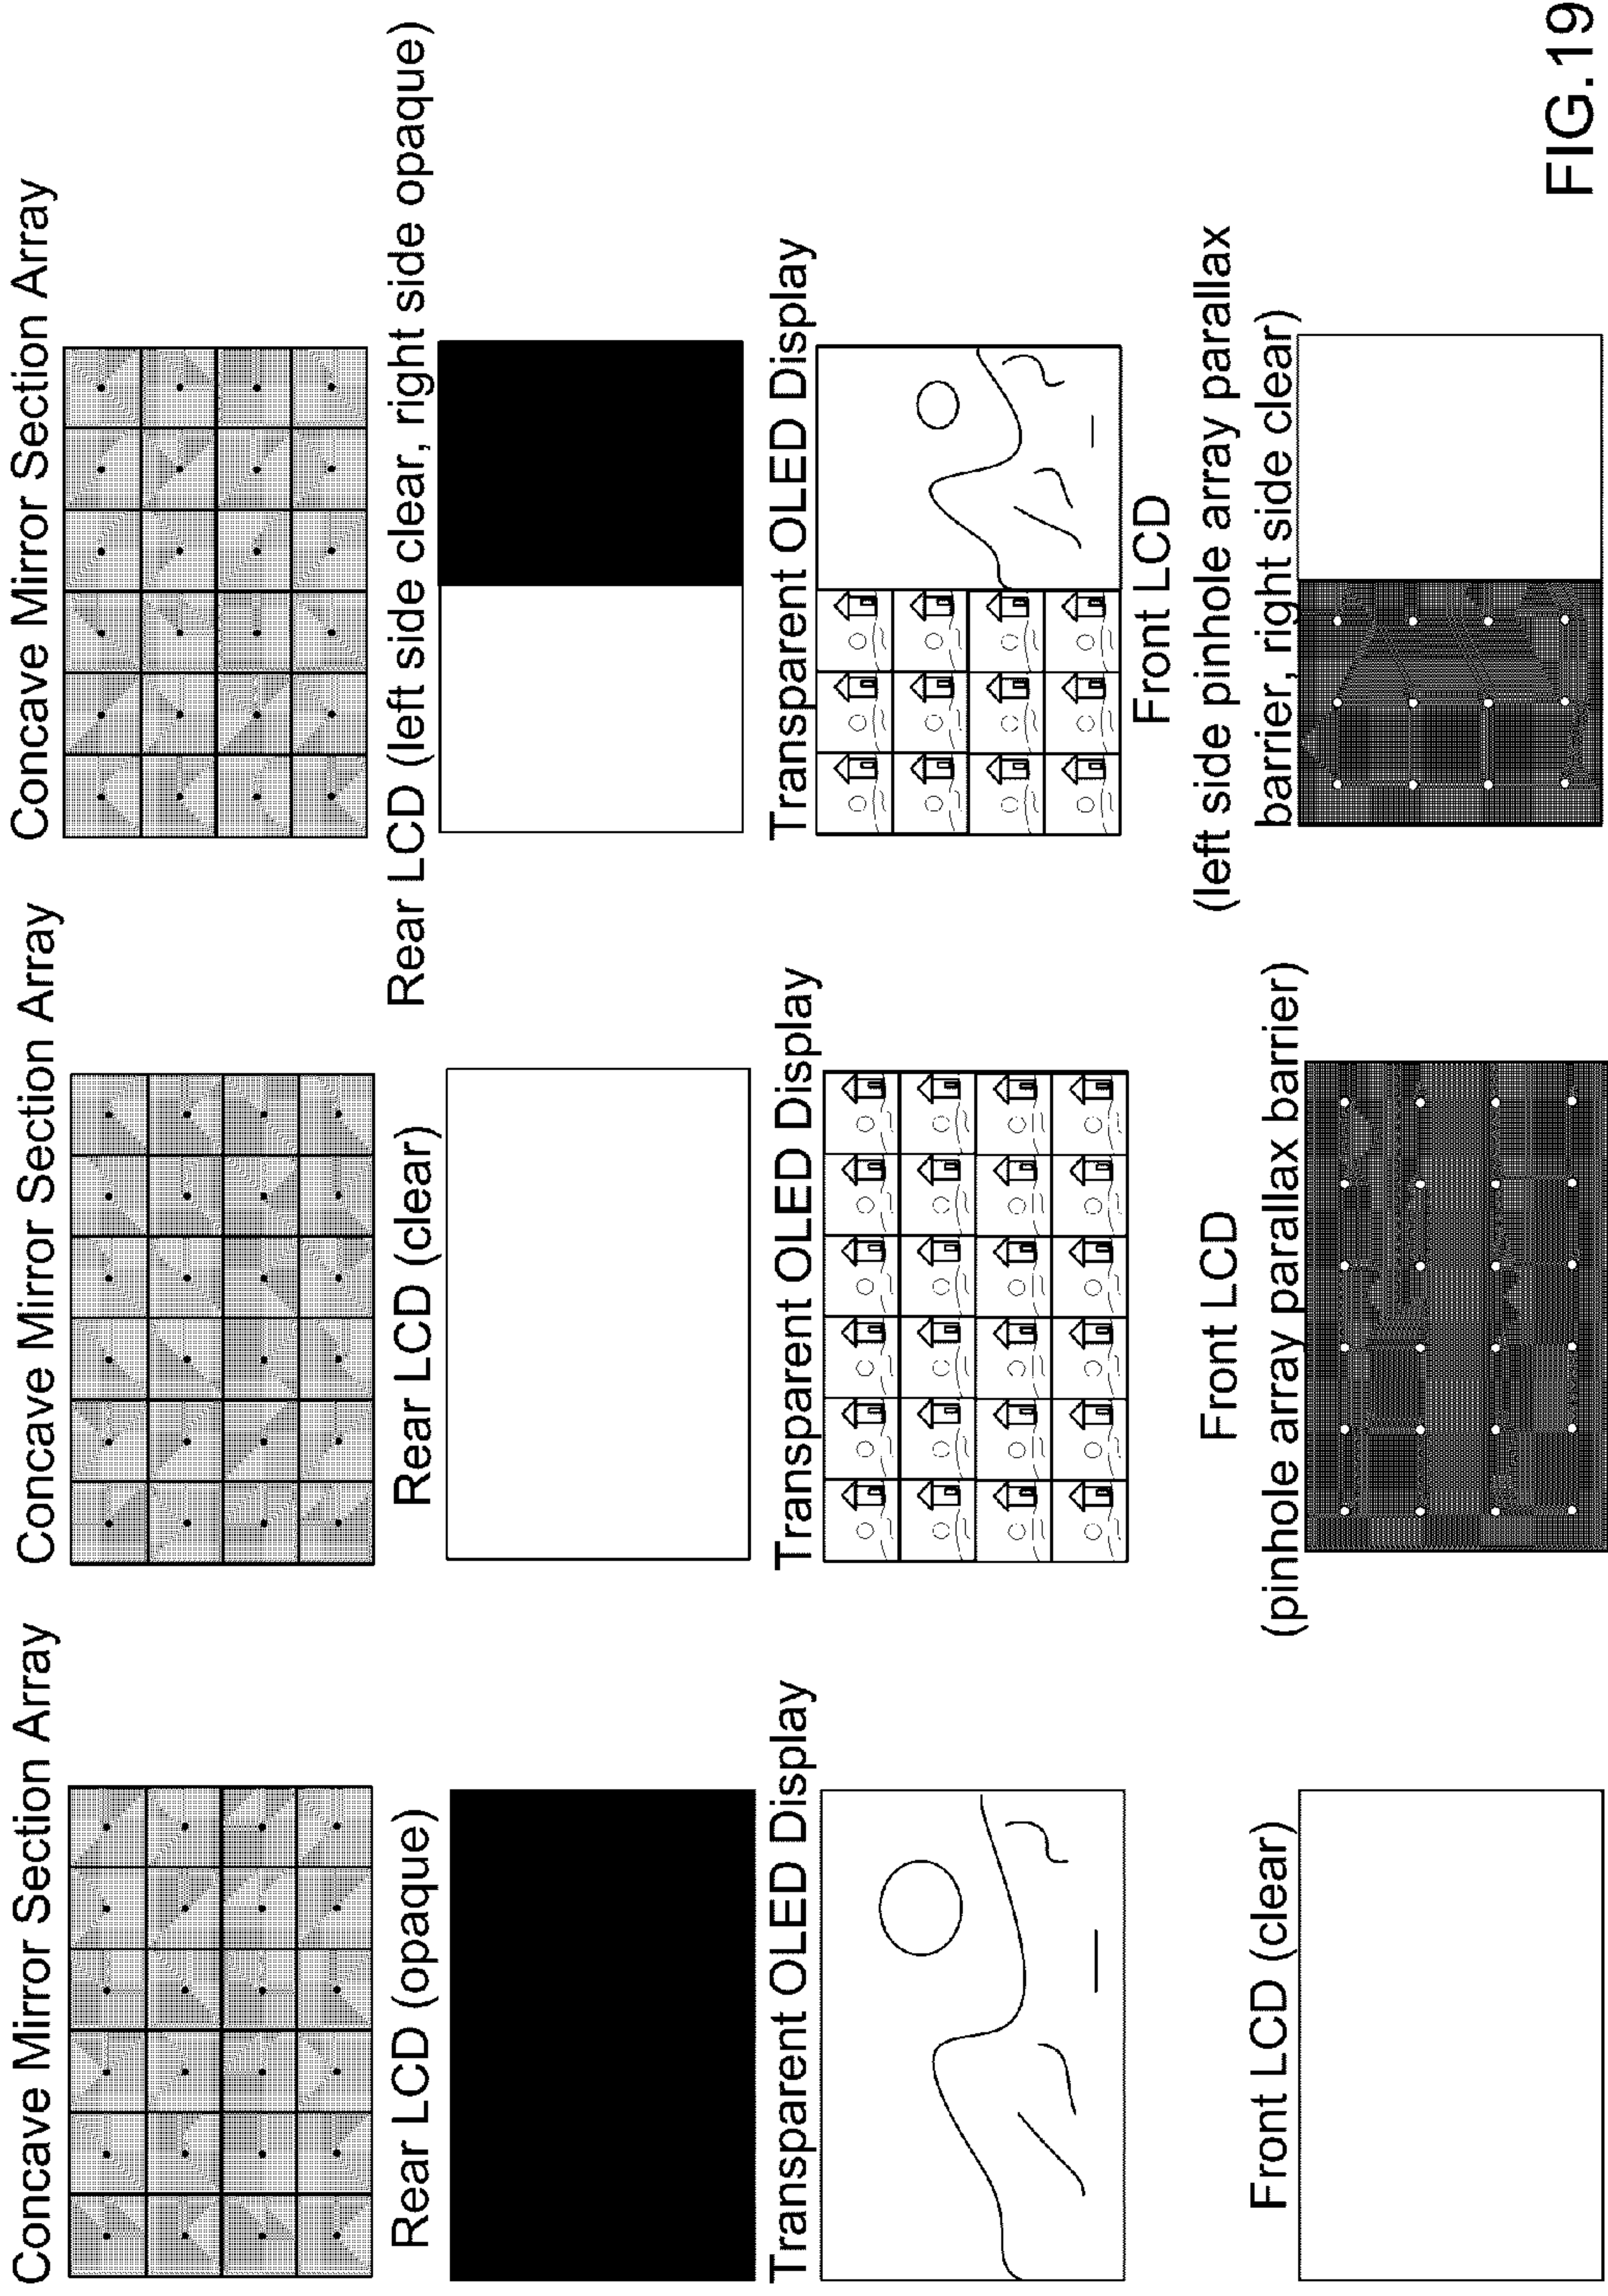 Concave Mirror Section Array
Rear LCD (opaque)
Transparent OLED Display
Front LCD (clear)
Concave Mirror Section Array
Rear LCD (clear)
Transparent OLED Display
Front LCD
(pinhole array parallax barrier)
Concave Mirror Section Array
Rear LCD (left side clear, right side opaque)
Transparent OLED Display
Front LCD
(left side pinhole array parallax
barrier, right side clear)
FIG.19